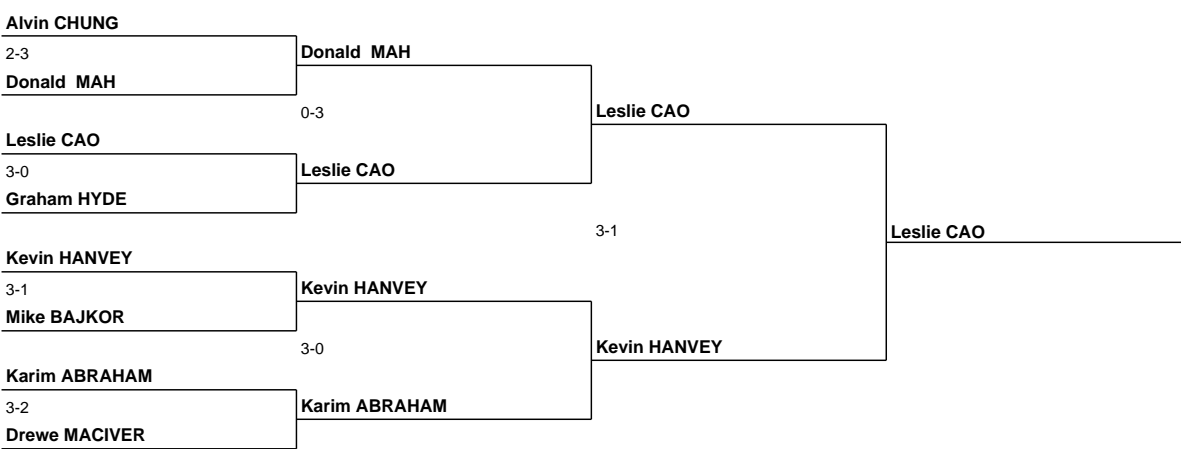 Alvin CHUNG
2-3
Donald MAH
Donald MAH
0-3
Leslie CAO
Leslie CAO
3-0
Leslie CAO
Graham HYDE
3-1
Leslie CAO
Kevin HANVEY
3-1
Kevin HANVEY
Mike BAJKOR
3-0
Kevin HANVEY
Karim ABRAHAM
3-2
Karim ABRAHAM
Drewe MACIVER